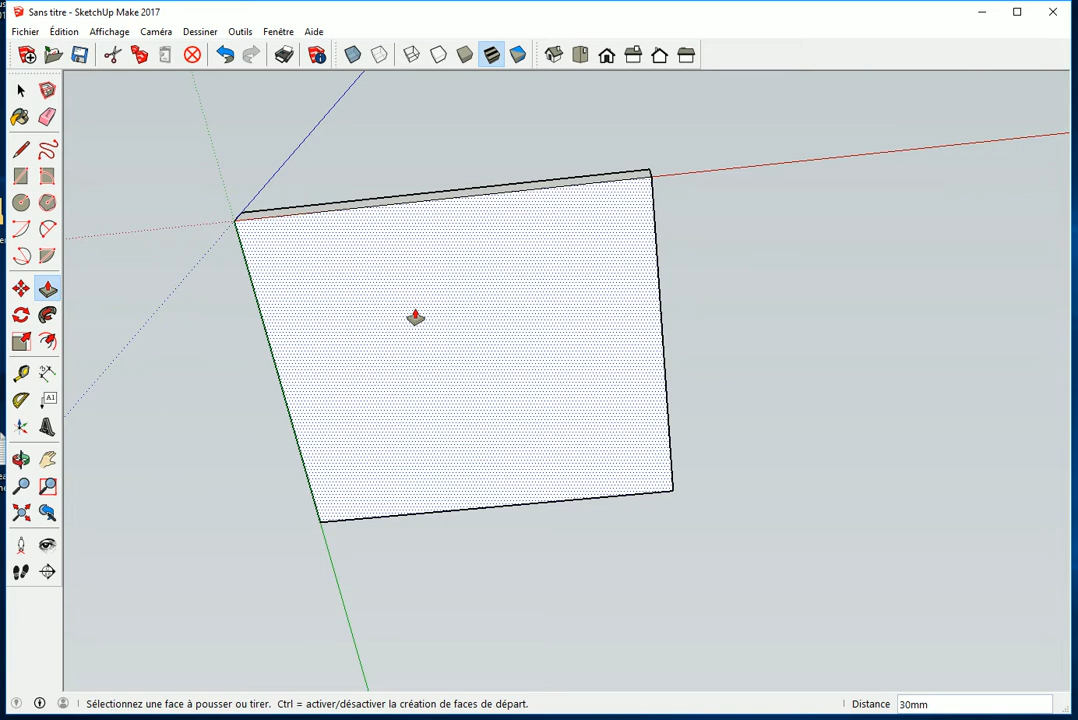 Sans titre - SketchUp Make 2017
Fichier Édition Affichage Caméra Dessiner Outils Fenêtre Aide
A1
Sélectionnez une face à pousser ou tirer. Ctrl = activer/désactiver la création de faces de départ.
Distance 30mm